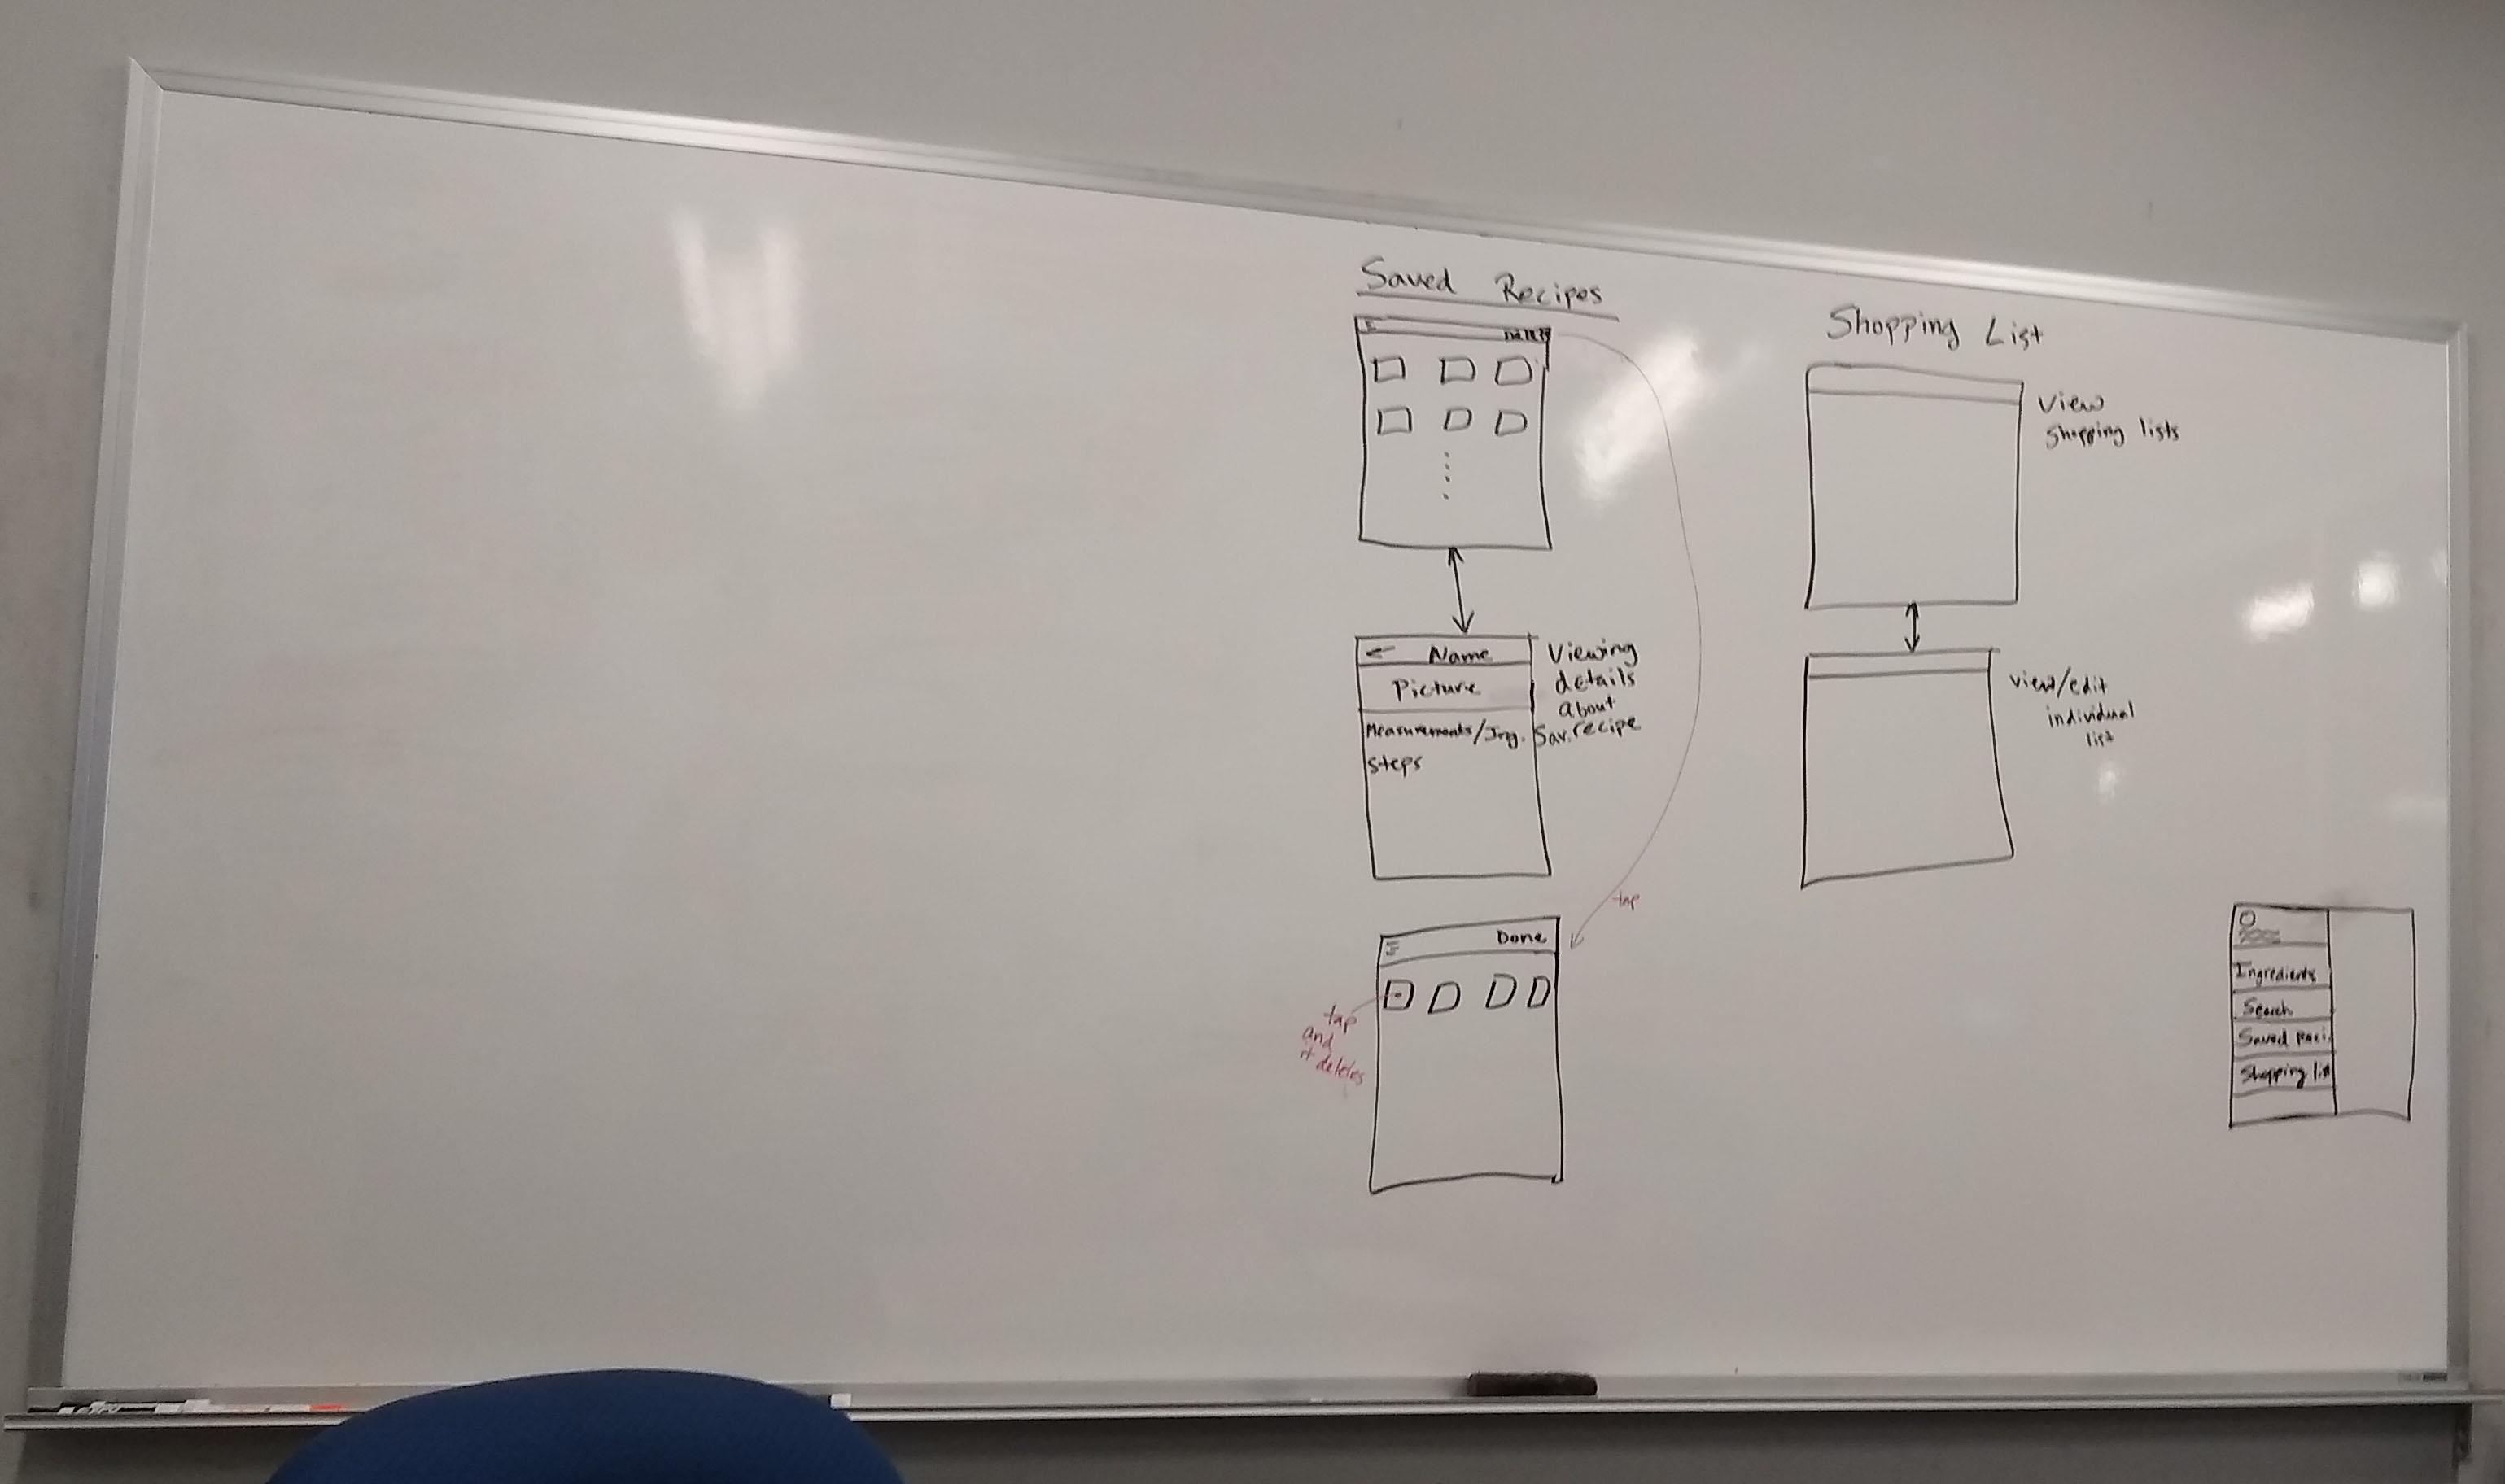 Saved Recipes
Name
Picture
Measurements/Ing.
Steps
Viewing
details
about
Sav. recipe
tap
Done
tap
and
it deletes
Shopping List
View
shopping lists
view/edit
individual
list
Ingredients
Search
Saved Reci.
Shopping list